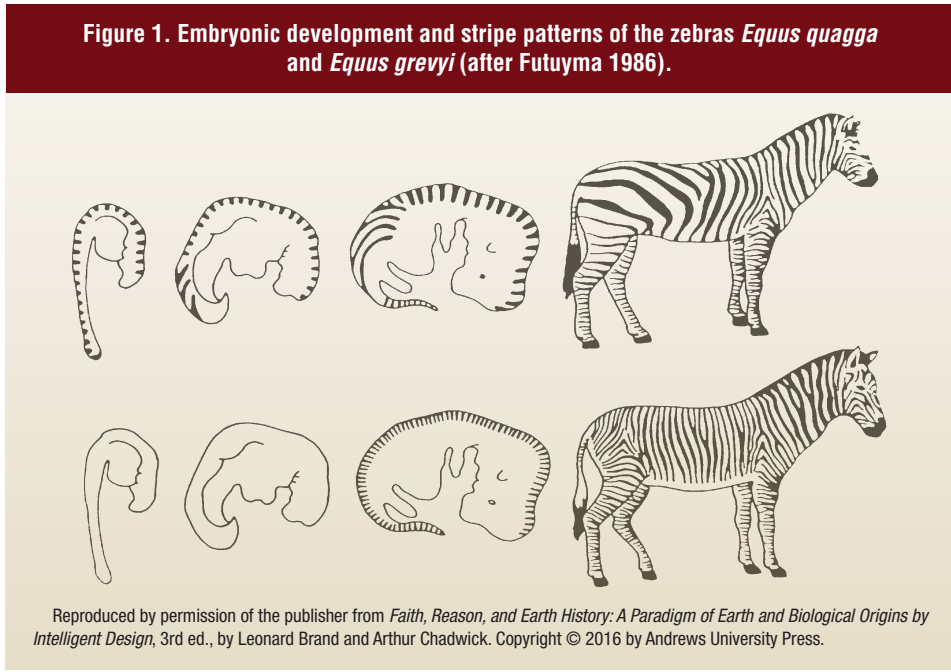 Figure 1. Embryonic development and stripe patterns of the zebras Equus quagga
and Equus grevyi (after Futuyma 1986).
Reproduced by permission of the publisher from Faith, Reason, and Earth History: A Paradigm of Earth and Biological Origins by
Intelligent Design, 3rd ed., by Leonard Brand and Arthur Chadwick. Copyright © 2016 by Andrews University Press.